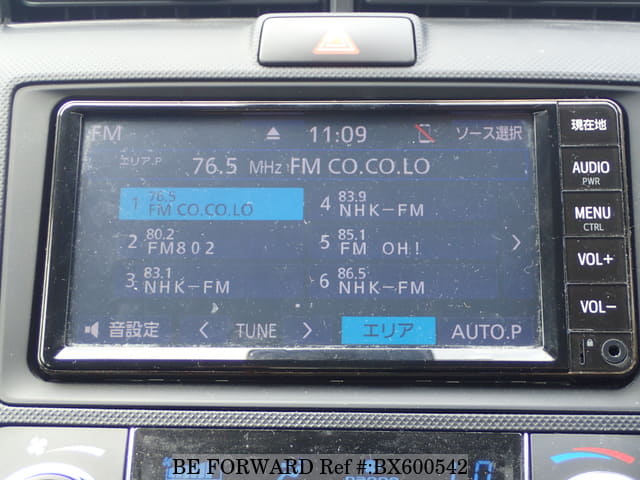 FM 11:09 ソース選択
エリア.P 76.5 MHz FM CO.CO.LO
1 76.5 FM CO.CO.LO
2 80.2 FM802
3 83.1 NHK-FM
4 83.9 NHK-FM
5 85.1 FM OH!
6 86.5 NHK-FM
音設定 < TUNE > エリア AUTO.P
現在地
AUDIO
PWR
MENU
CTRL
VOL+
VOL-
BE FORWARD Ref #:BX600542